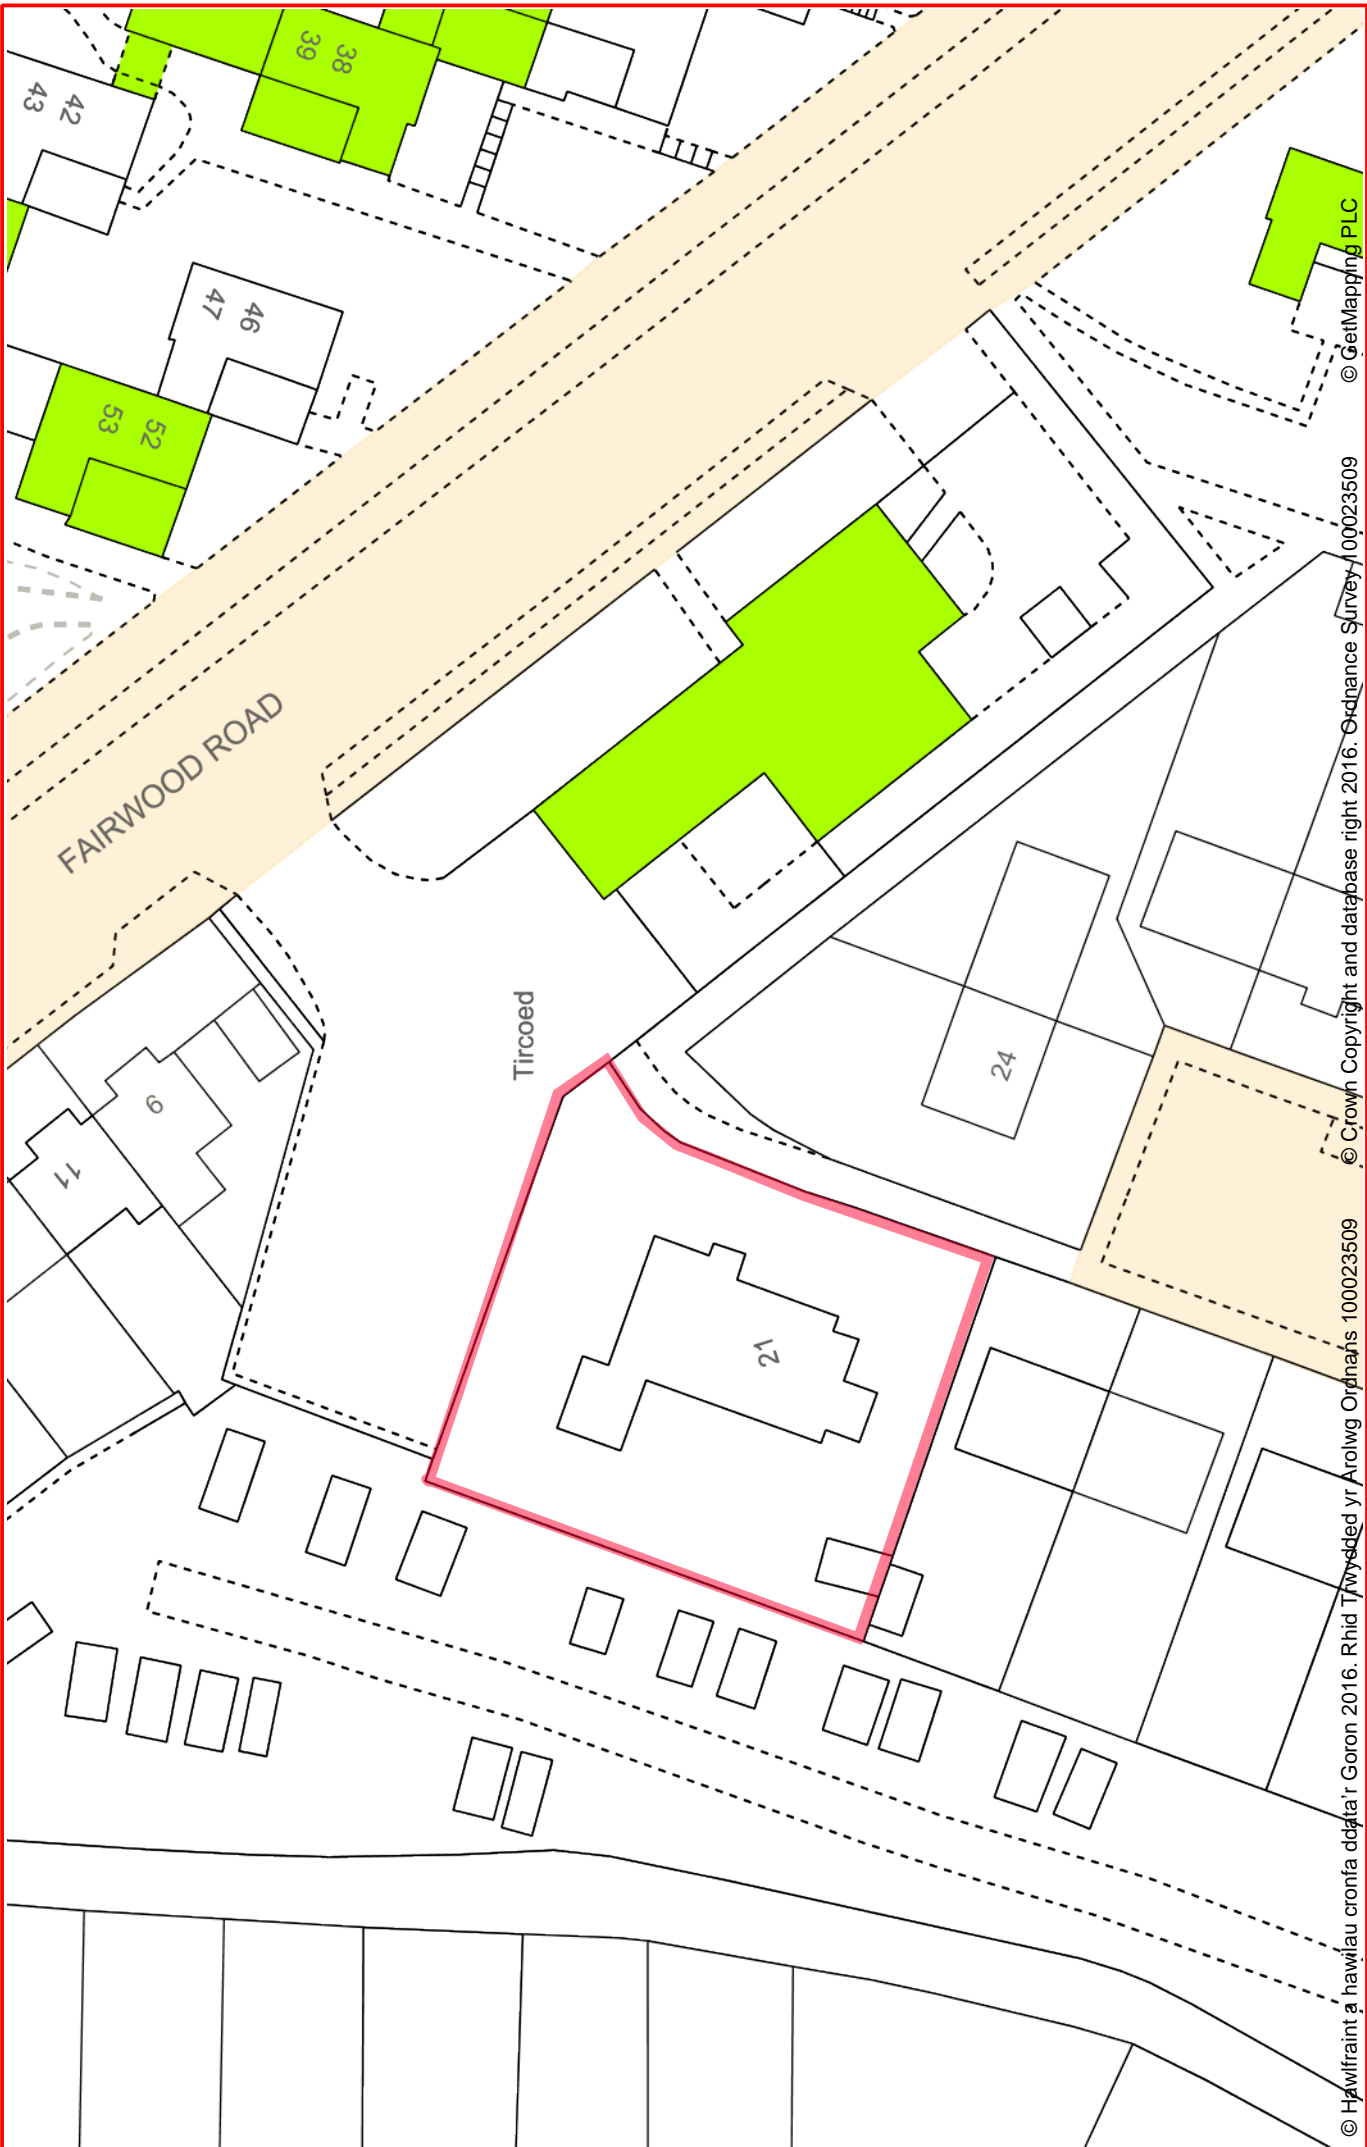 39
38
43
42
47
46
53
52
FAIRWOOD ROAD
Tircoed
9
11
24
21
© Hawlfraint a hawliau cronfa ddata'r Goron 2016. Rhid Trwydded yr Arolwg Ordnans 100023509
© Crown Copyright and database right 2016. Ordnance Survey 100023509
© GetMapping PLC